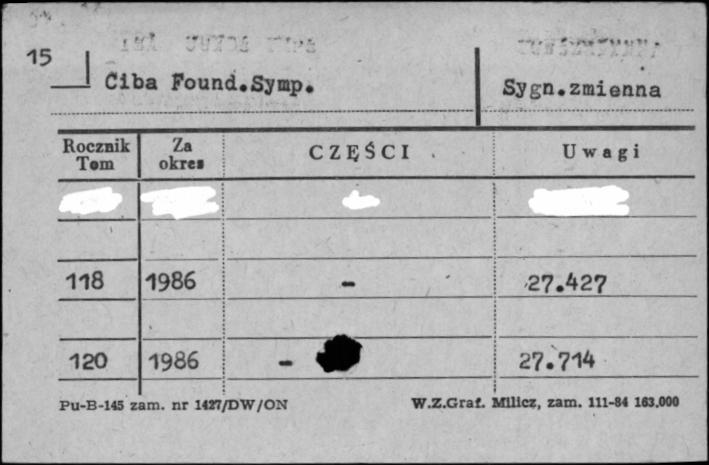 15
Ciba Found.Symp.
Sygn.zmienna
Rocznik Tom
Za okres
CZĘŚCI
Uwagi
118 1986 - 27.427
120 1986 - 27.714
Pu-B-145 zam. nr 1427/DW/ON
W.Z.Graf. Milicz, zam. 111-84 163.000